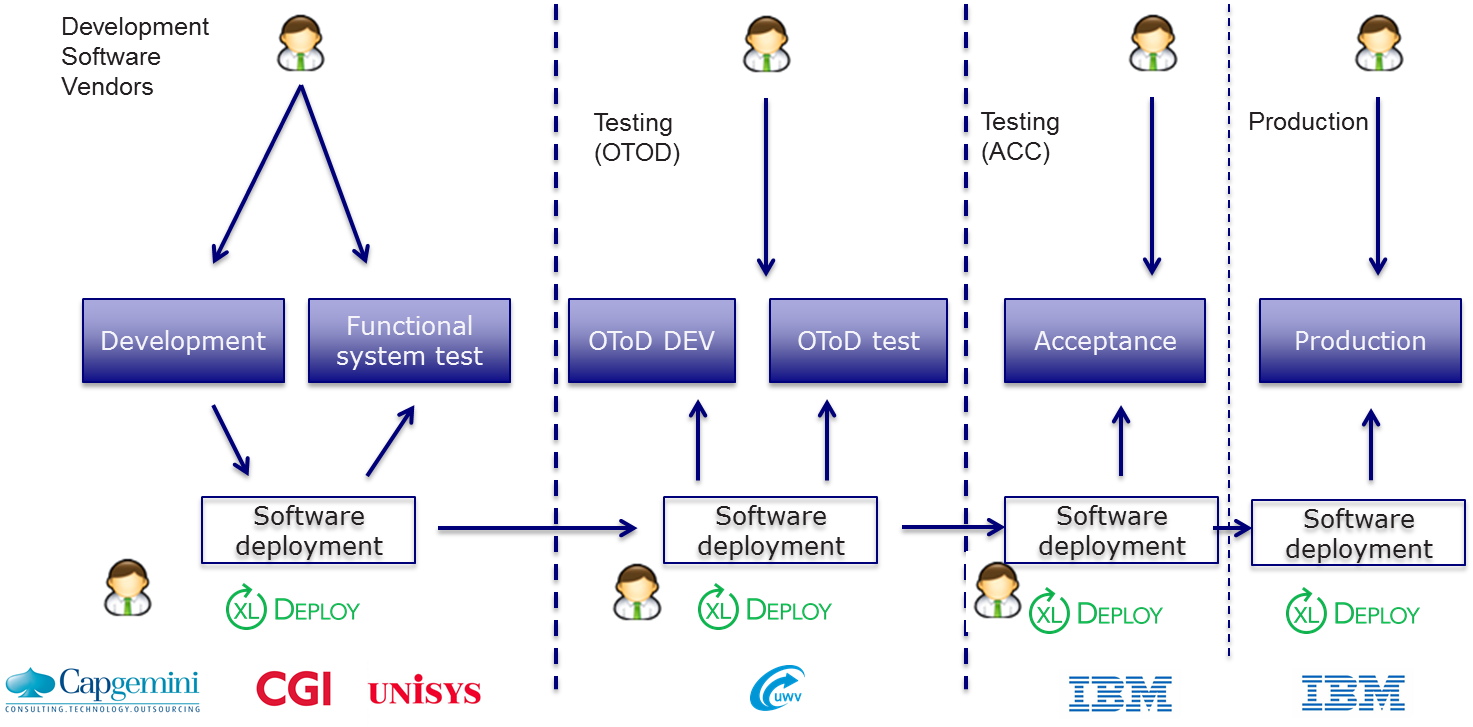 Development
Software
Vendors
Testing
(OTOD)
Testing
(ACC)
Production
Development
Functional
system test
OToD DEV
OToD test
Acceptance
Production
Software
deployment
Software
deployment
Software
deployment
Software
deployment
XL DEPLOY
XL DEPLOY
XL DEPLOY
XL DEPLOY
Capgemini
CONSULTING.TECHNOLOGY.OUTSOURCING
CGI
UNISYS
uwv
IBM
IBM